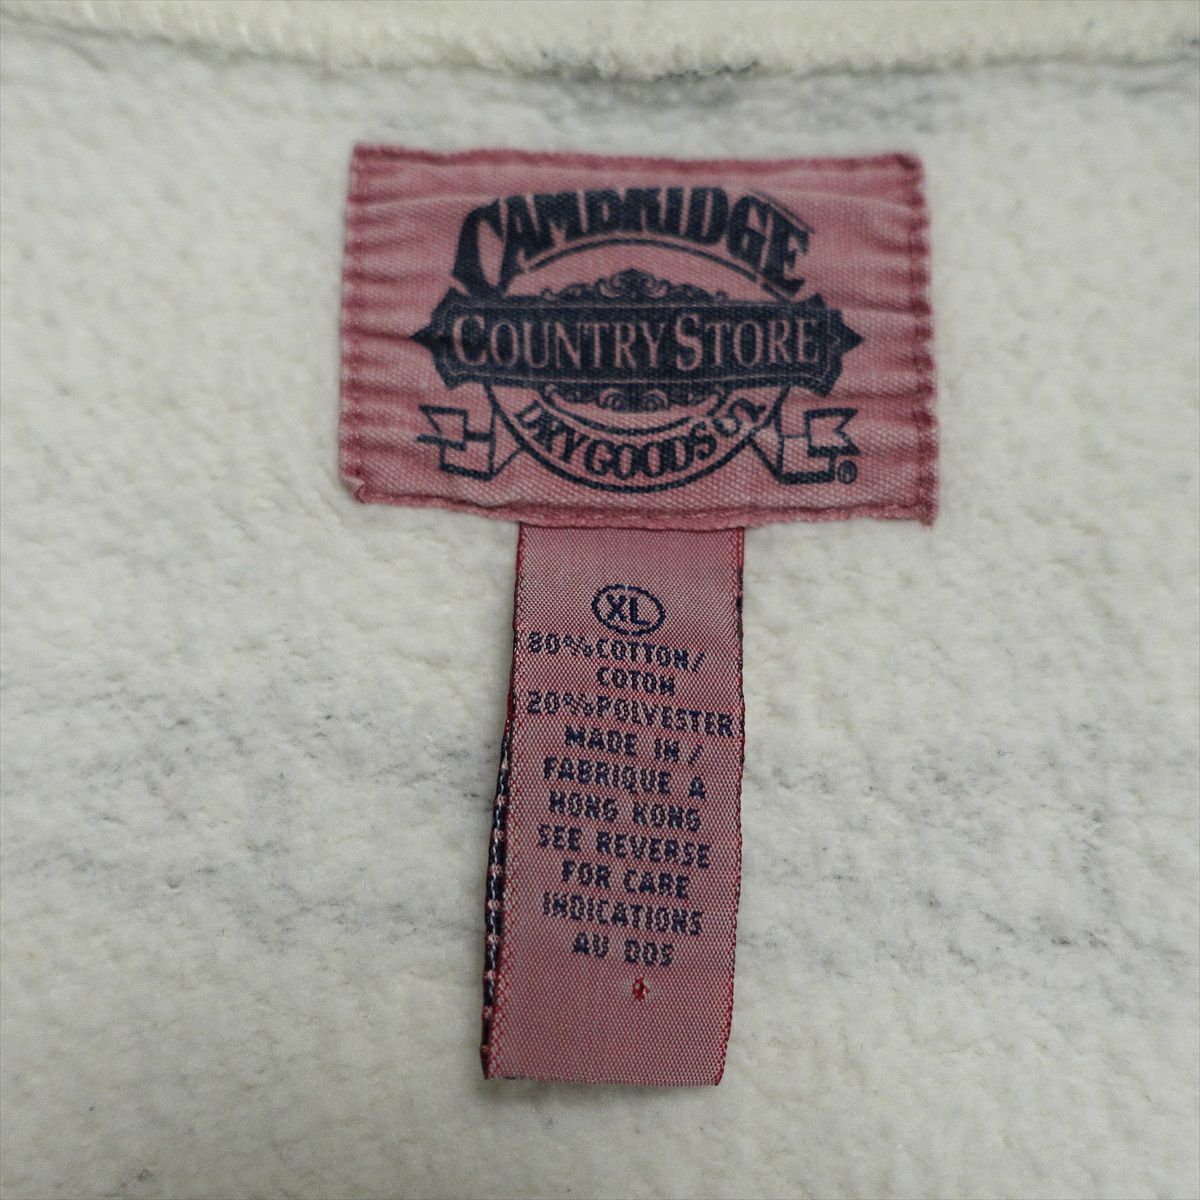 CAMBRIDGE
COUNTRY STORE
DRY GOODS
®
XL
80%COTTON/
COTON
20%POLYESTER
MADE IN/
FABRIQUE A
HONG KONG
SEE REVERSE
FOR CARE
INDICATIONS
AU DOS